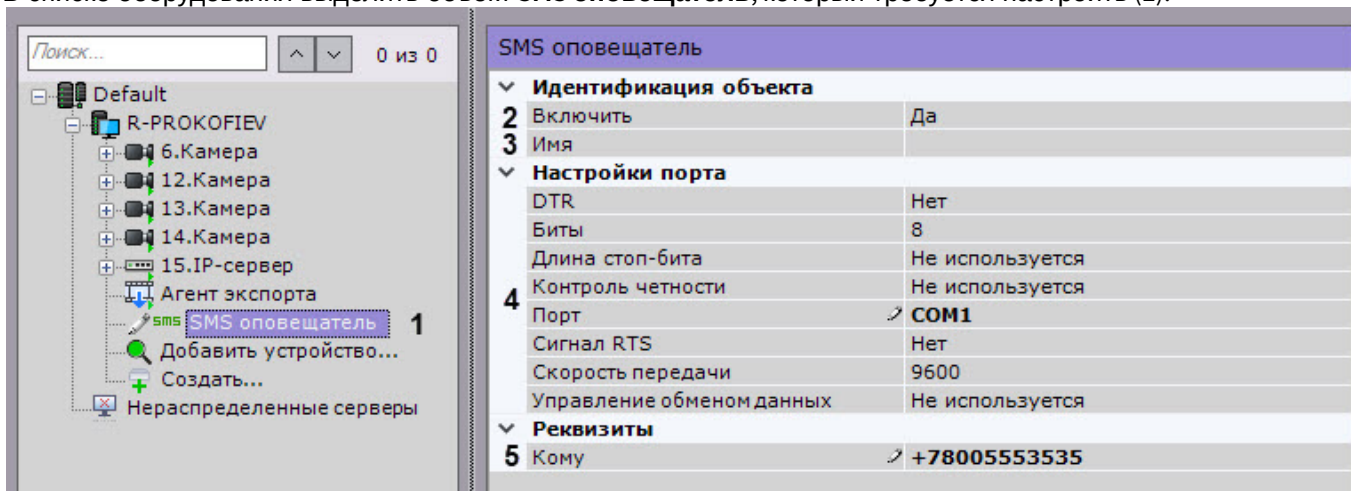 В списке оборудования выделить объект SMS оповещатель, который требуется настроить (1).
Поиск...
0 из 0
Default
R-PROKOFIEV
6.Камера
12.Камера
13.Камера
14.Камера
15.IP-сервер
Агент экспорта
sms SMS оповещатель 1
Добавить устройство...
Создать...
Нераспределенные серверы
SMS оповещатель
Идентификация объекта
2 Включить Да
3 Имя
Настройки порта
DTR Нет
Биты 8
Длина стоп-бита Не используется
Контроль четности Не используется
4
Порт COM1
Сигнал RTS Нет
Скорость передачи 9600
Управление обменом данных Не используется
Реквизиты
5 Кому +78005553535